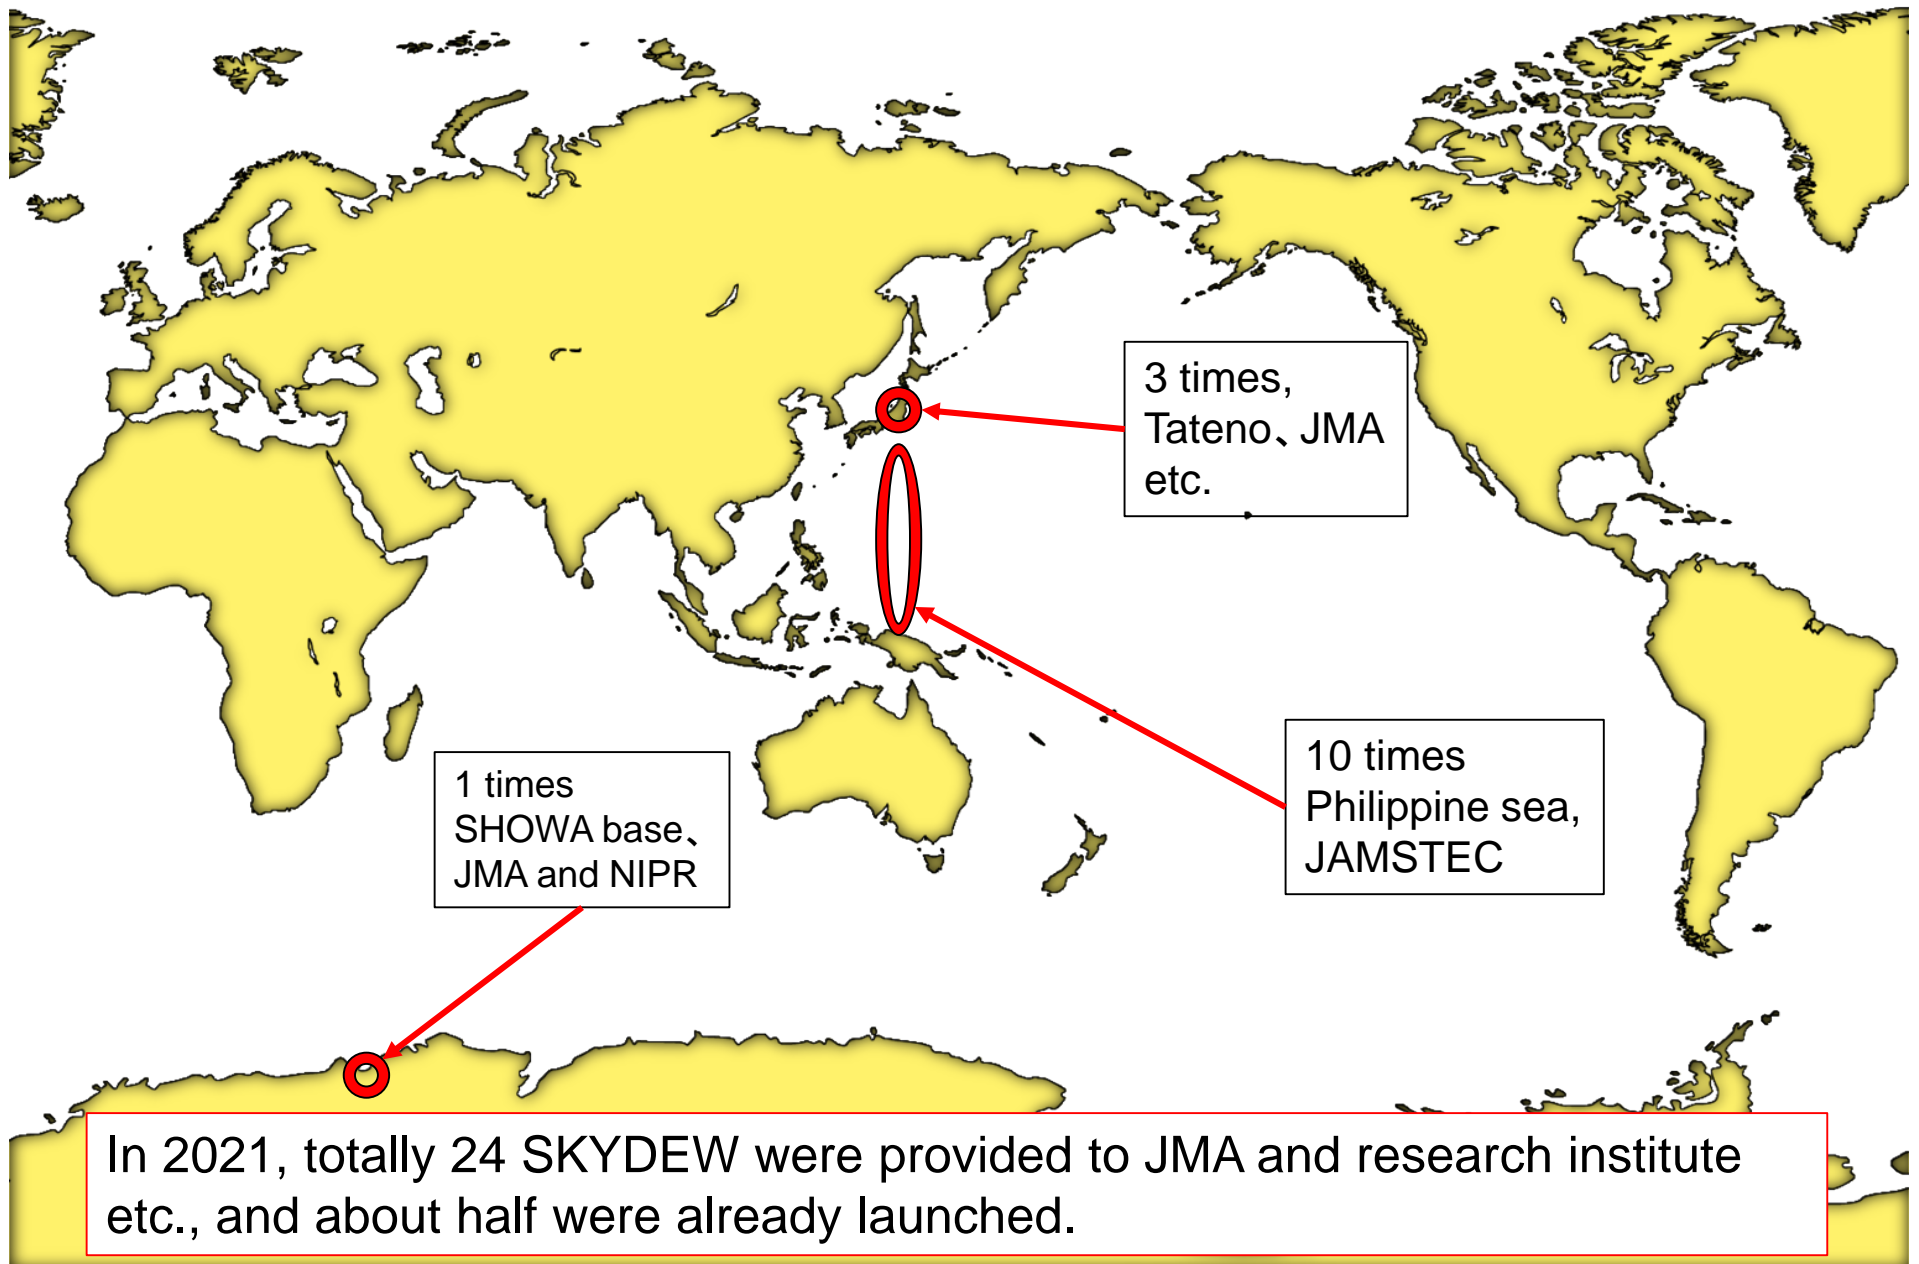 3 times,
Tateno、JMA
etc.
10 times
Philippine sea,
JAMSTEC
1 times
SHOWA base、
JMA and NIPR
In 2021, totally 24 SKYDEW were provided to JMA and research institute
etc., and about half were already launched.